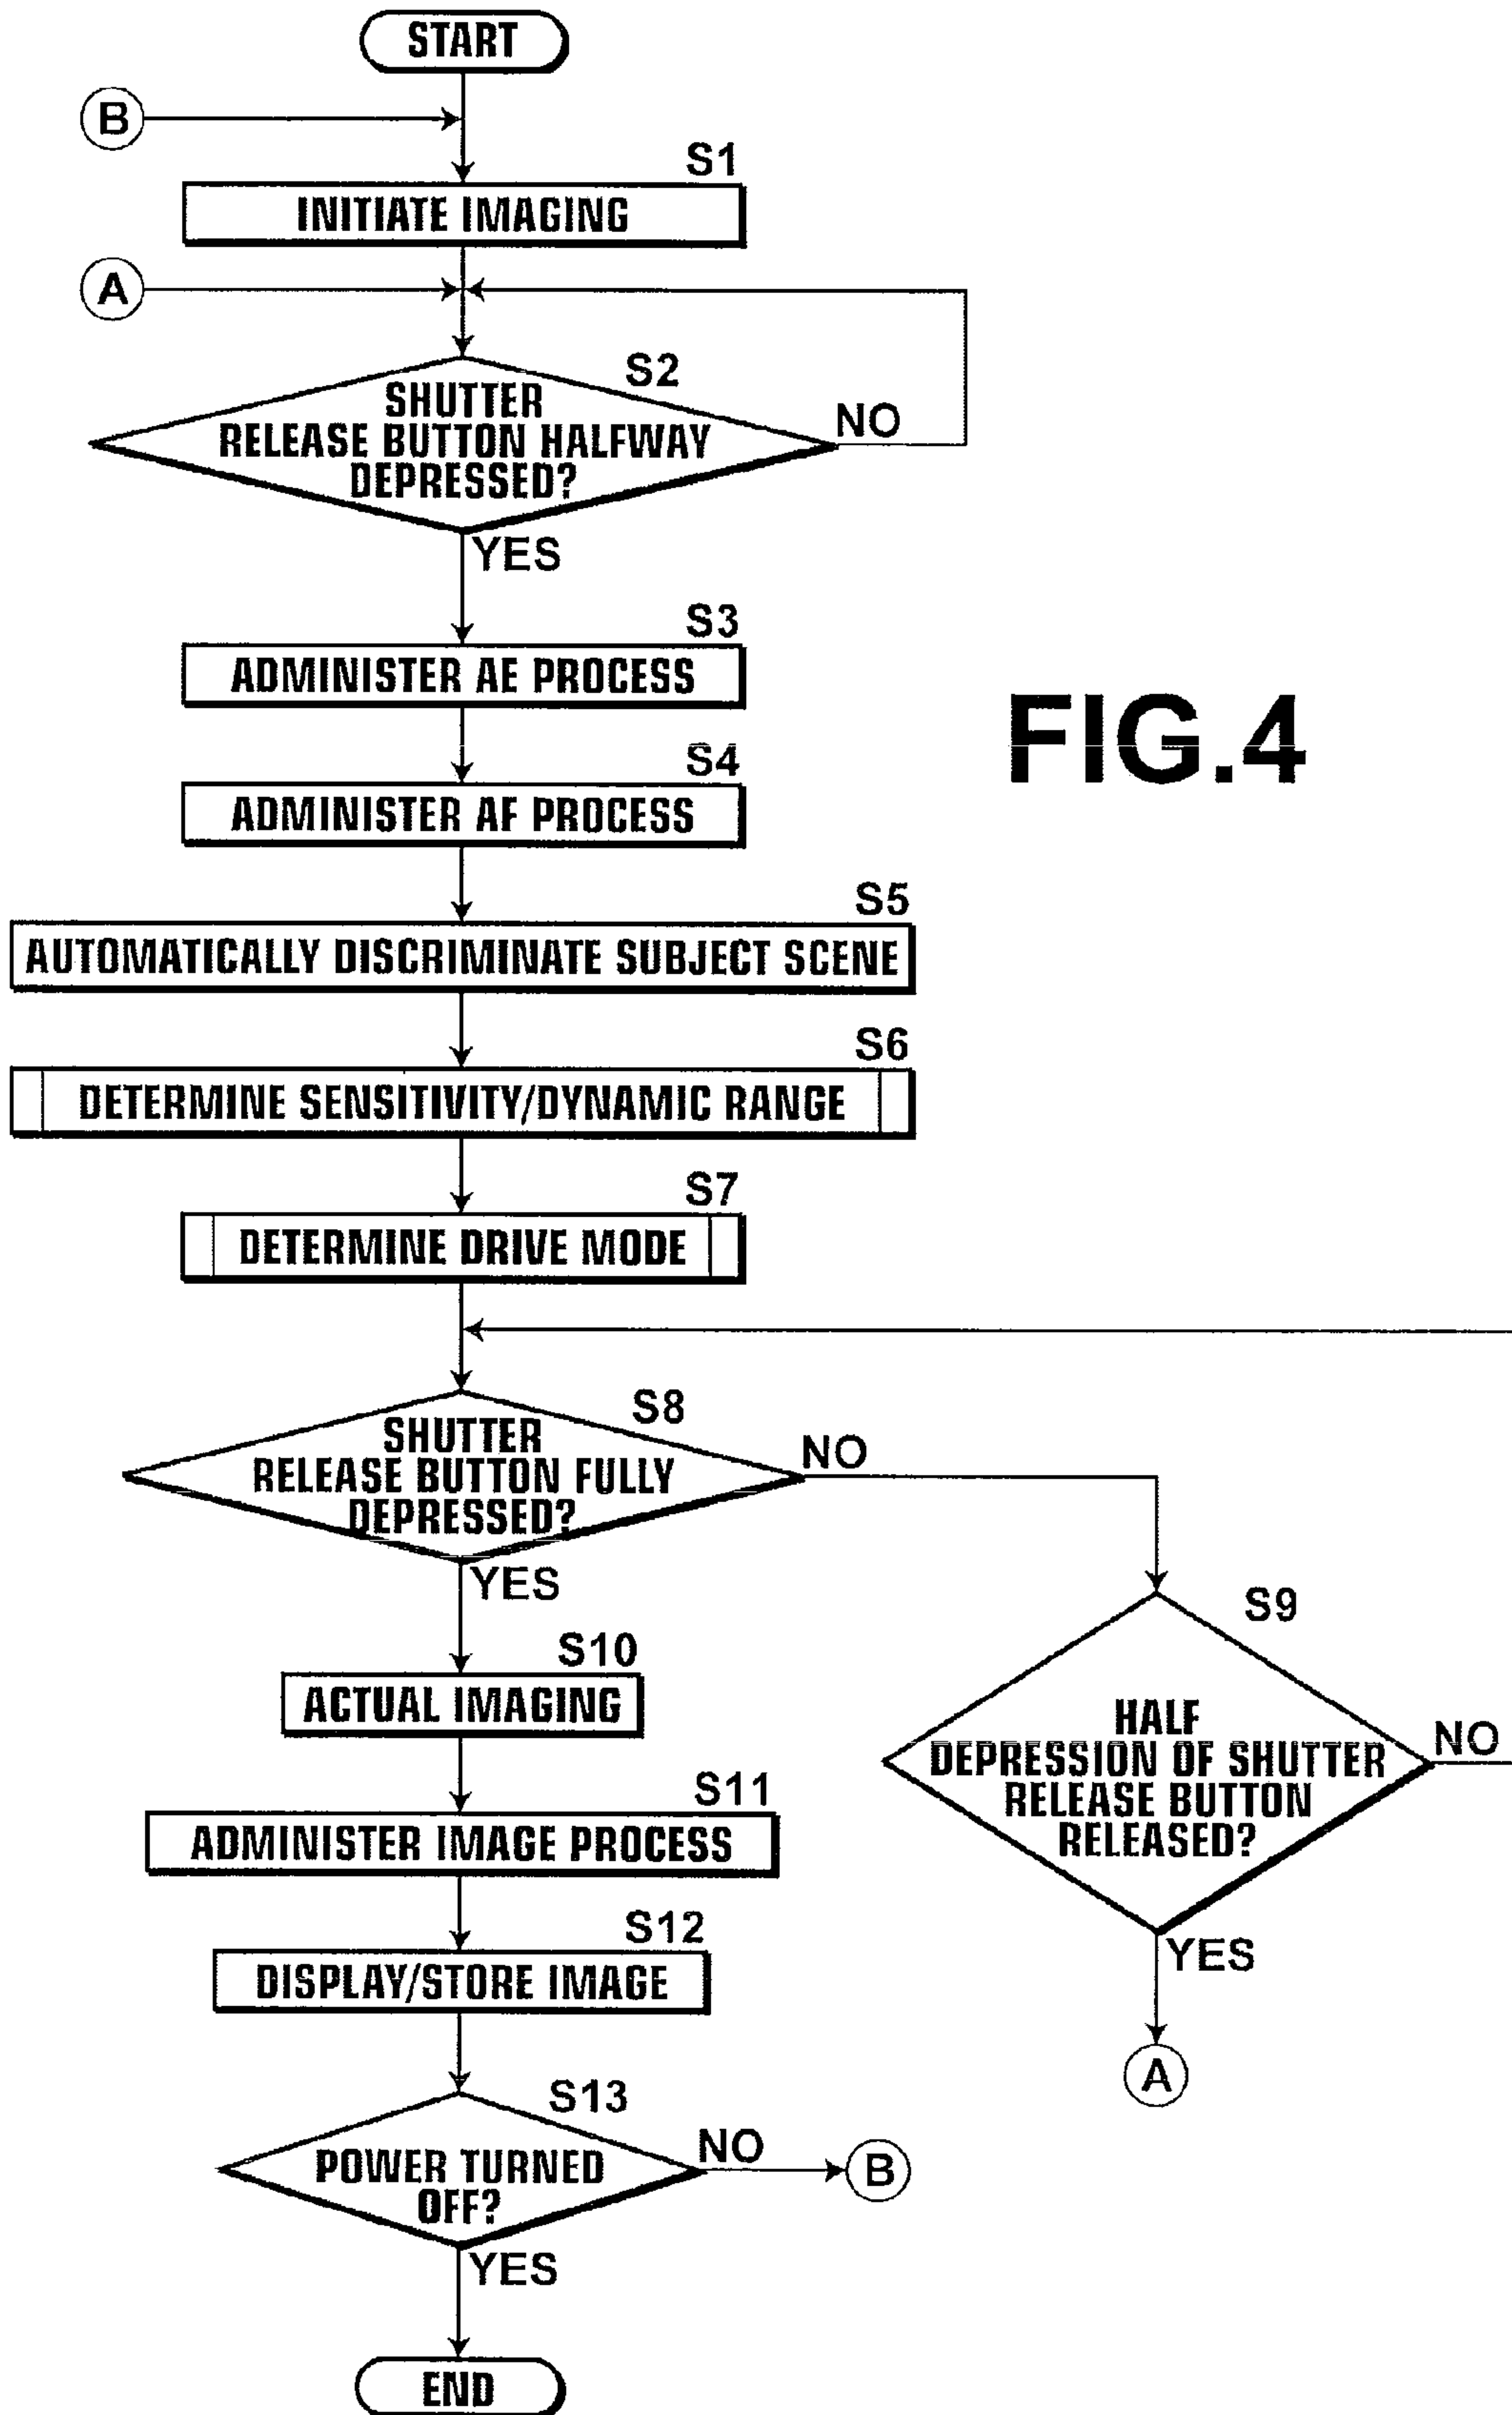 START
B
S1
INITIATE IMAGING
A
S2
SHUTTER
RELEASE BUTTON HALFWAY
DEPRESSED?
NO
YES
S3
ADMINISTER AE PROCESS
FIG.4
S4
ADMINISTER AF PROCESS
S5
AUTOMATICALLY DISCRIMINATE SUBJECT SCENE
S6
DETERMINE SENSITIVITY/DYNAMIC RANGE
S7
DETERMINE DRIVE MODE
S8
SHUTTER
RELEASE BUTTON FULLY
DEPRESSED?
NO
YES
S9
HALF
DEPRESSION OF SHUTTER
RELEASE BUTTON
RELEASED?
NO
YES
A
S10
ACTUAL IMAGING
S11
ADMINISTER IMAGE PROCESS
S12
DISPLAY/STORE IMAGE
S13
POWER TURNED
OFF?
NO
B
YES
END